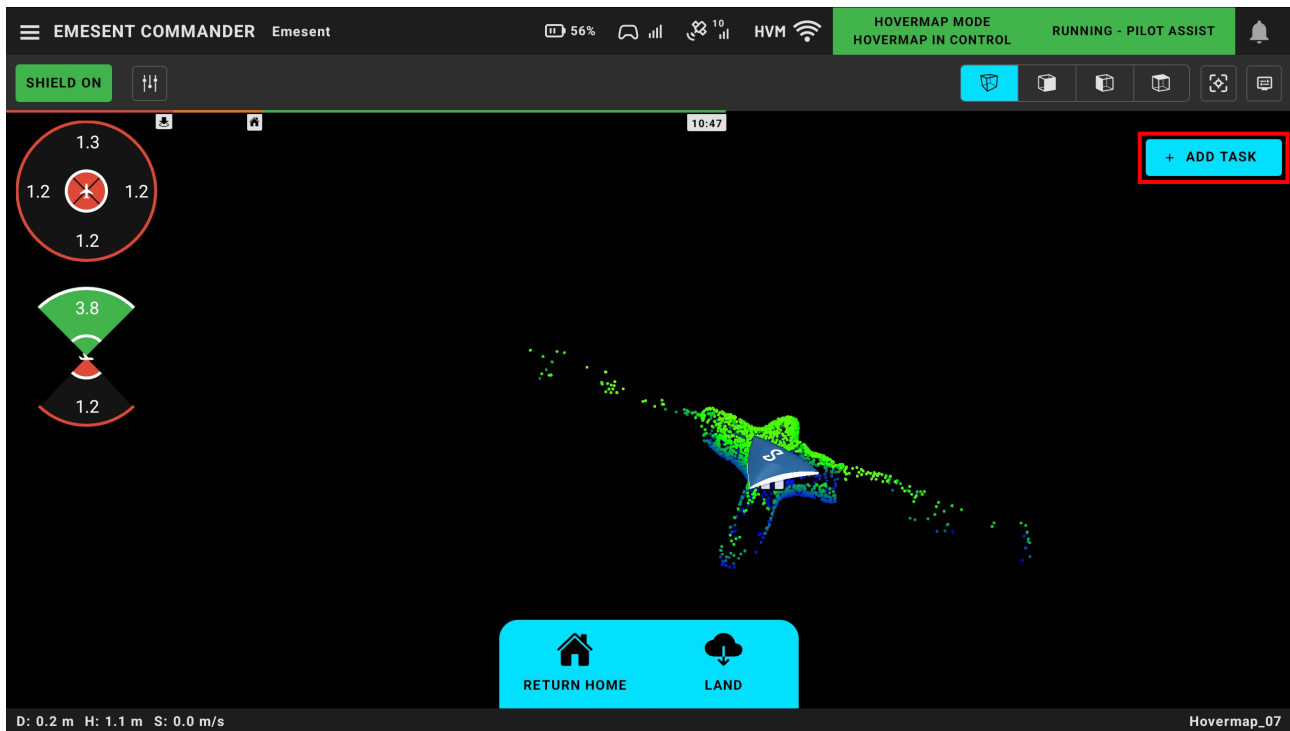 EMESENT COMMANDER Emesent
56%
10
HVM
HOVERMAP MODE
HOVERMAP IN CONTROL
RUNNING - PILOT ASSIST
SHIELD ON
10:47
+ ADD TASK
1.3
1.2 1.2
1.2
3.8
1.2
S
RETURN HOME LAND
D: 0.2 m H: 1.1 m S: 0.0 m/s
Hovermap_07